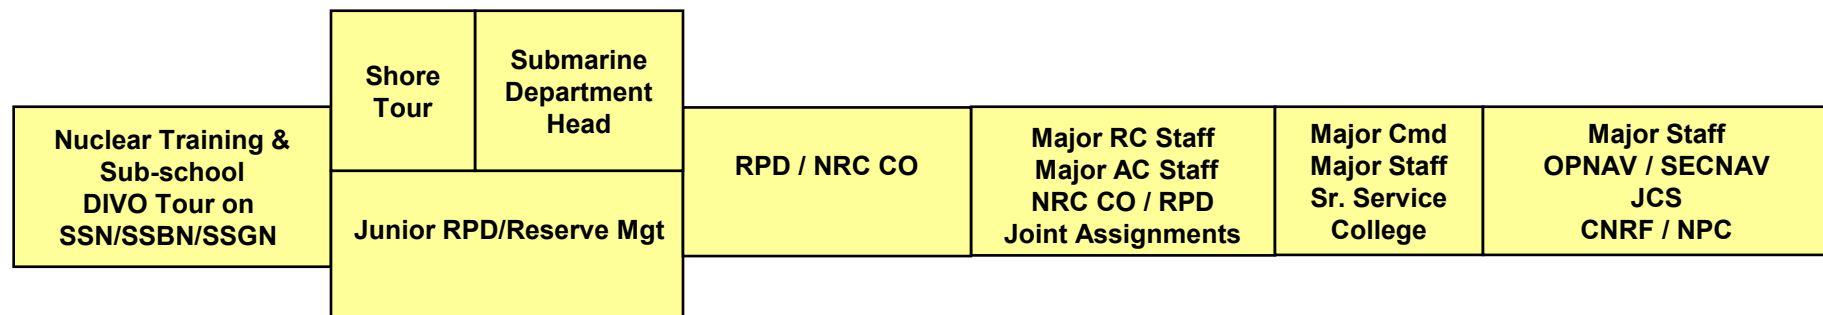 Nuclear Training &
Sub-school
DIVO Tour on
SSN/SSBN/SSGN
Shore
Tour
Submarine
Department
Head
Junior RPD/Reserve Mgt
RPD / NRC CO
Major RC Staff
Major AC Staff
NRC CO / RPD
Joint Assignments
Major Cmd
Major Staff
Sr. Service
College
Major Staff
OPNAV / SECNAV
JCS
CNRF / NPC